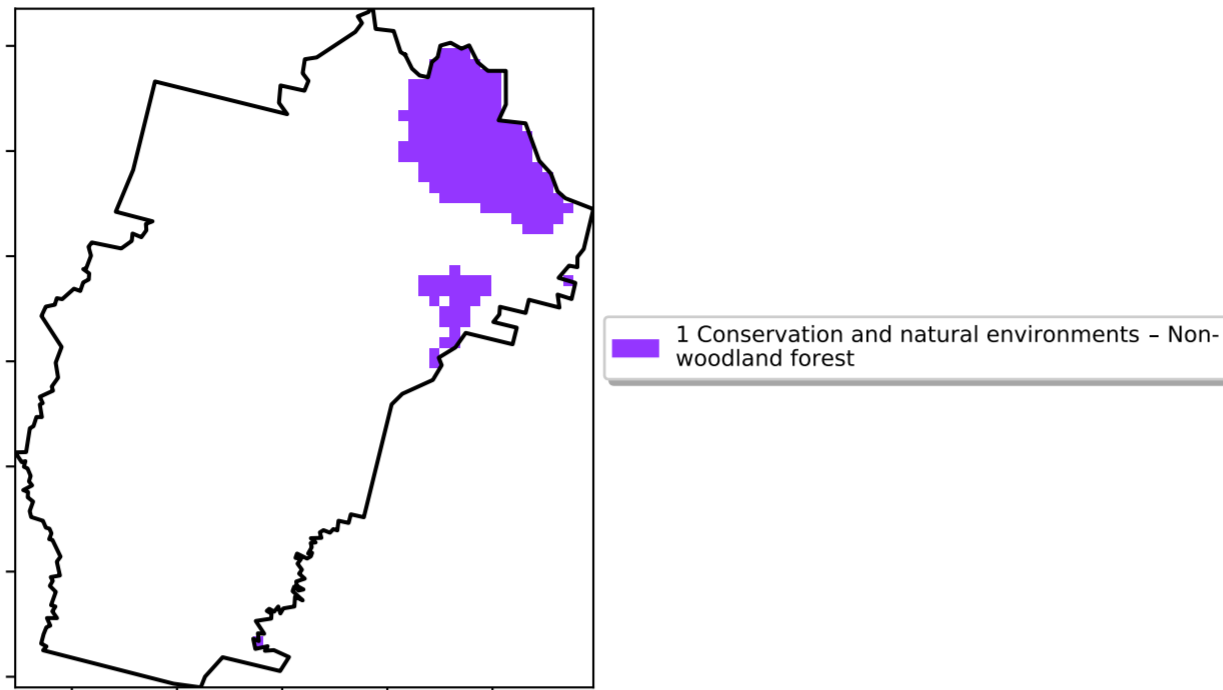 1 Conservation and natural environments – Non-
woodland forest